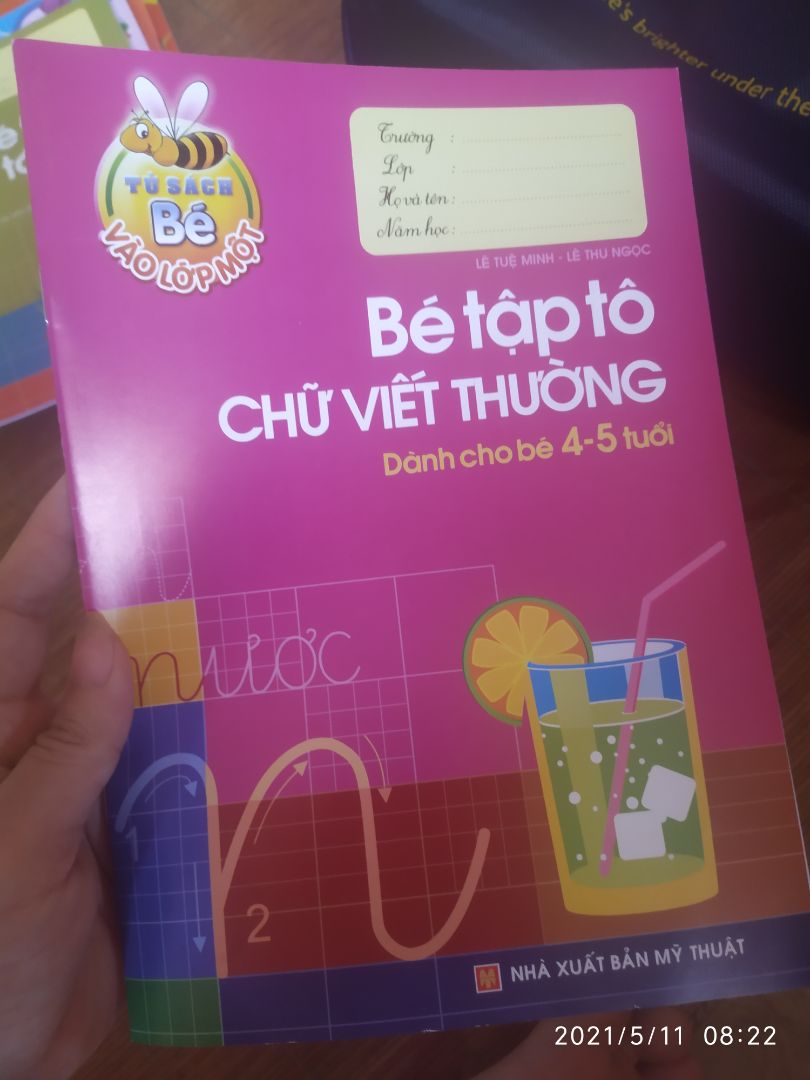 's brighter under the
TỦ SÁCH
Bé
VÀO LỚP MỘT
Trường :
Lớp :
Họ và tên :
Năm học :
LÊ TUỆ MINH - LÊ THU NGỌC
Bé tập tô
CHỮ VIẾT THƯỜNG
Dành cho bé 4-5 tuổi
nước
n
2
NHÀ XUẤT BẢN MỸ THUẬT
2021/5/11 08:22